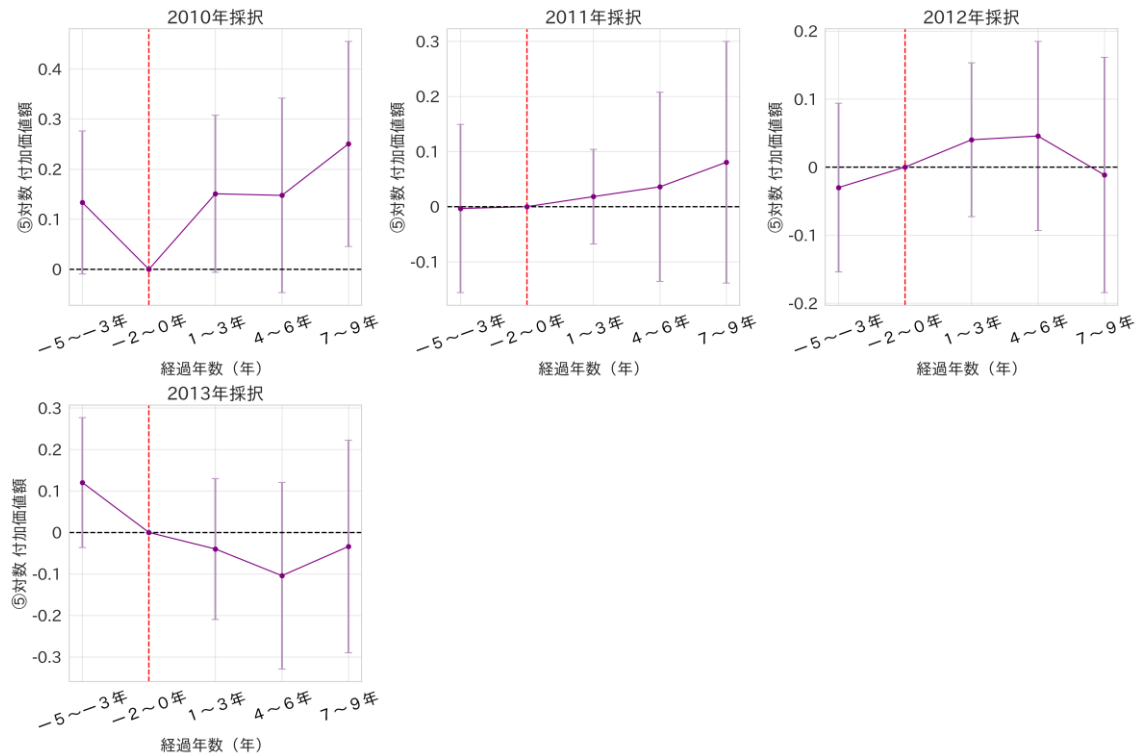 2010年採択
⑤対数 付加価値額
0.4
0.3
0.2
0.1
0
－5～－3年
－2～0年
1～3年
4～6年
7～9年
経過年数（年）
2011年採択
⑤対数 付加価値額
0.3
0.2
0.1
0
-0.1
－5～－3年
－2～0年
1～3年
4～6年
7～9年
経過年数（年）
2012年採択
⑤対数 付加価値額
0.2
0.1
0
-0.1
-0.2
－5～－3年
－2～0年
1～3年
4～6年
7～9年
経過年数（年）
2013年採択
⑤対数 付加価値額
0.3
0.2
0.1
0
-0.1
-0.2
-0.3
－5～－3年
－2～0年
1～3年
4～6年
7～9年
経過年数（年）